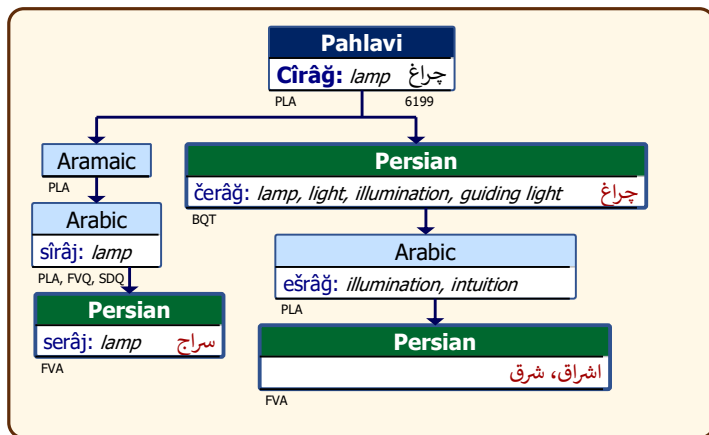 Pahlavi
Cîrâğ: lamp چراغ
PLA 6199
Aramaic
PLA
Persian
čerâğ: lamp, light, illumination, guiding light چراغ
BQT
Arabic
sîrâj: lamp
PLA, FVQ, SDQ
Arabic
ešrâğ: illumination, intuition
PLA
Persian
serâj: lamp سراج
FVA
Persian
اشراق، شرق
FVA